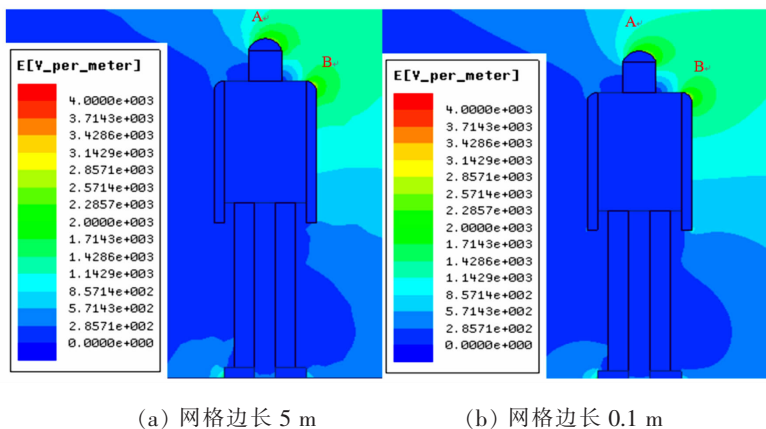 A
B
E[V_per_meter]
4.0000e+003
3.7143e+003
3.4286e+003
3.1429e+003
2.8571e+003
2.5714e+003
2.2857e+003
2.0000e+003
1.7143e+003
1.4286e+003
1.1429e+003
8.5714e+002
5.7143e+002
2.8571e+002
0.0000e+000
A
B
E[V_per_meter]
4.0000e+003
3.7143e+003
3.4286e+003
3.1429e+003
2.8571e+003
2.5714e+003
2.2857e+003
2.0000e+003
1.7143e+003
1.4286e+003
1.1429e+003
8.5714e+002
5.7143e+002
2.8571e+002
0.0000e+000
(a) 网格边长 5 m
(b) 网格边长 0.1 m